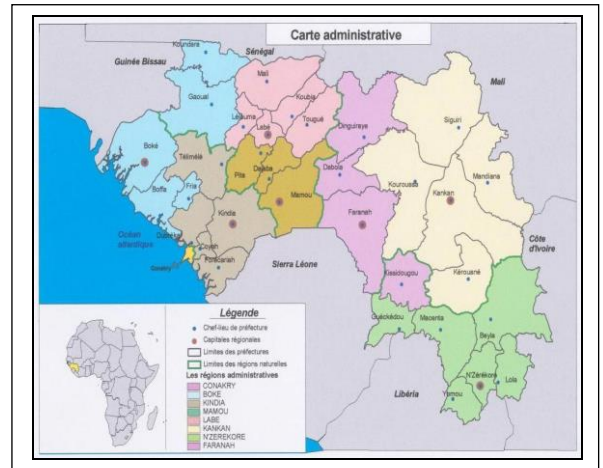 Carte administrative
Koundara
Guinée Bissau
Sénégal
Mali
Mali
Gaoual
Koubia
Lélouma
Labé
Tougué
Dinguiraye
Siguiri
Boké
Télimélé
Pita
Dalaba
Dabola
Mandiana
Boffa
Fria
Mamou
Kouroussa
Kankan
Kindia
Faranah
Océan
atlantique
Coyah
Conakry
Forécariah
Côte
d'Ivoire
Sierra Léone
Kissidougou
Kérouané
Guéckédou
Macenta
Beyla
N'Zérékoré
Lola
Yomou
Libéria
Légende
Chef-lieu de préfecture
Capitales régionales
Limites des préfectures
Limites des régions naturelles
Les régions administratives
CONAKRY
BOKE
KINDIA
MAMOU
LABE
KANKAN
N'ZEREKORE
FARANAH